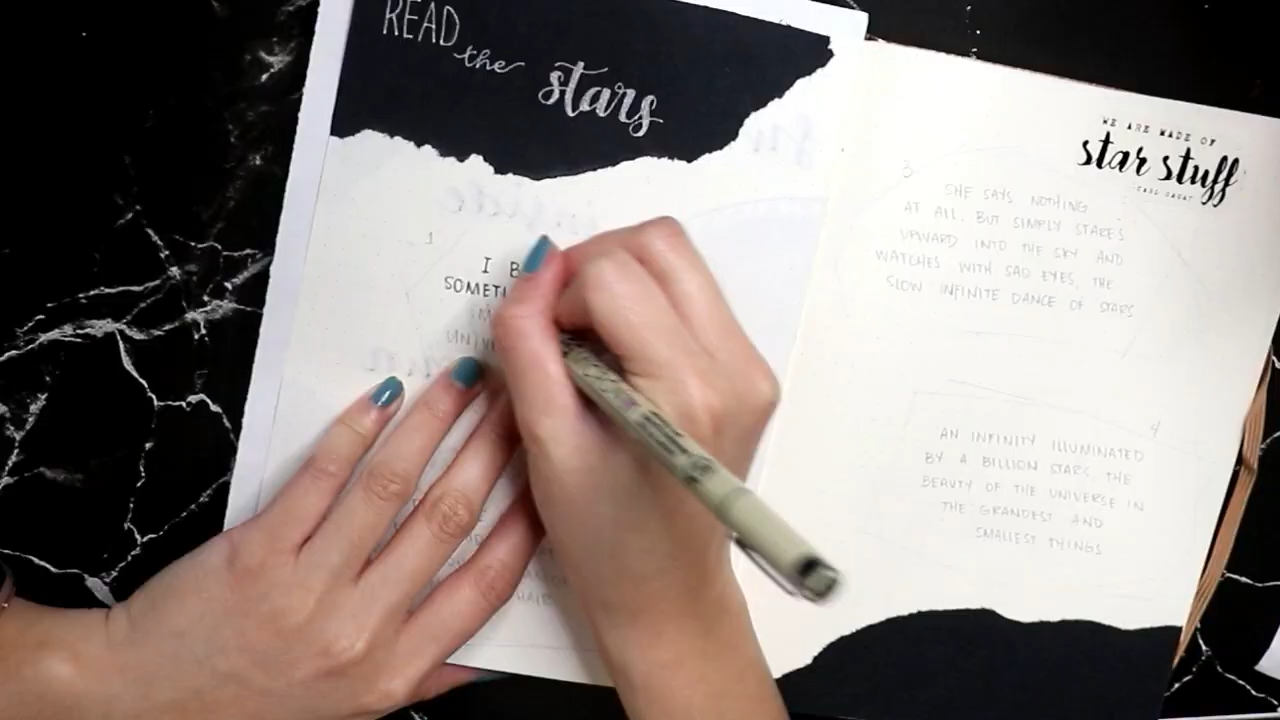 READ
the
stars
1
I
SOMETI
UNIV
WE ARE MADE OF
star stuff
CARL SAGAN
3
SHE SAYS NOTHING
AT ALL, BUT SIMPLY STARES
UPWARD INTO THE SKY AND
WATCHES WITH SAD EYES, THE
SLOW INFINITE DANCE OF STARS
4
AN INFINITY ILLUMINATED
BY A BILLION STARS, THE
BEAUTY OF THE UNIVERSE IN
THE GRANDEST AND
SMALLEST THINGS